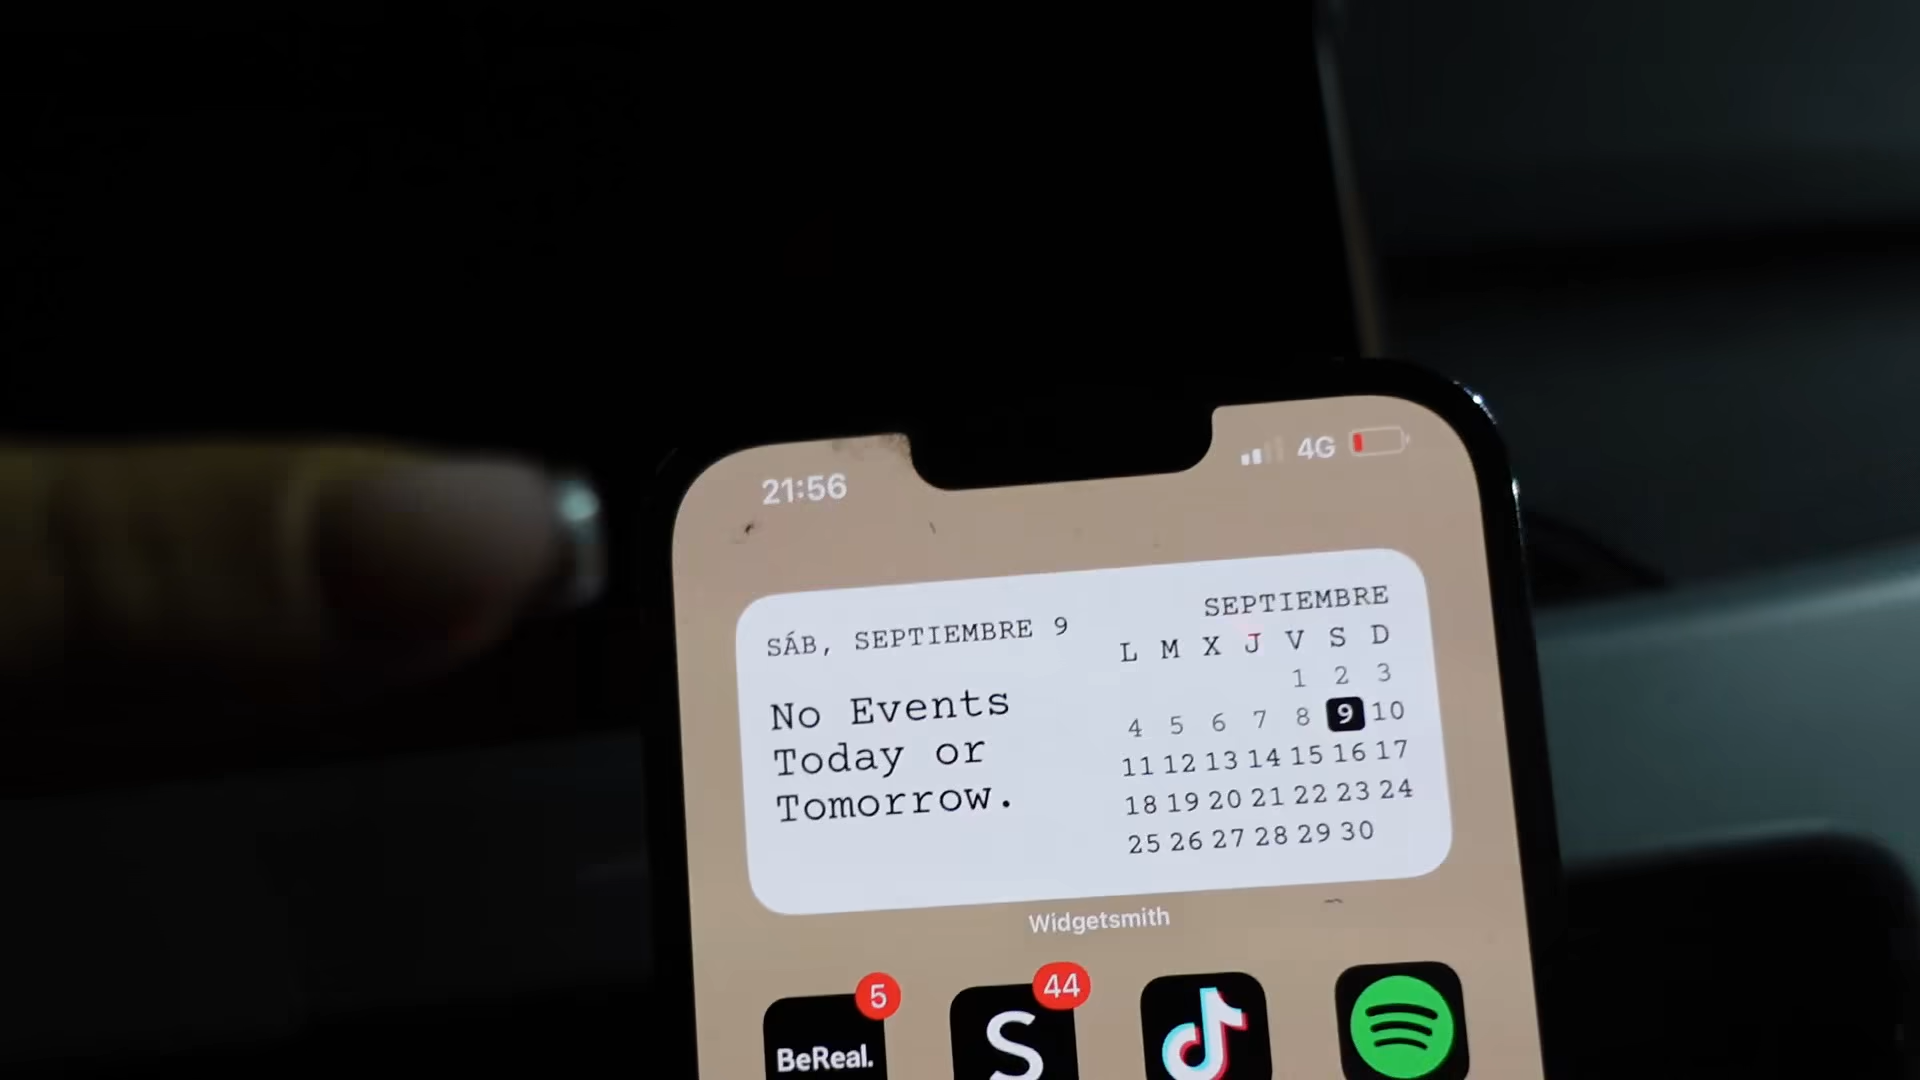 21:56
4G
SÁB, SEPTIEMBRE 9
No Events
Today or
Tomorrow.
SEPTIEMBRE
L M X J V S D
1 2 3
4 5 6 7 8 9 10
11 12 13 14 15 16 17
18 19 20 21 22 23 24
25 26 27 28 29 30
Widgetsmith
5
44
BeReal.
S